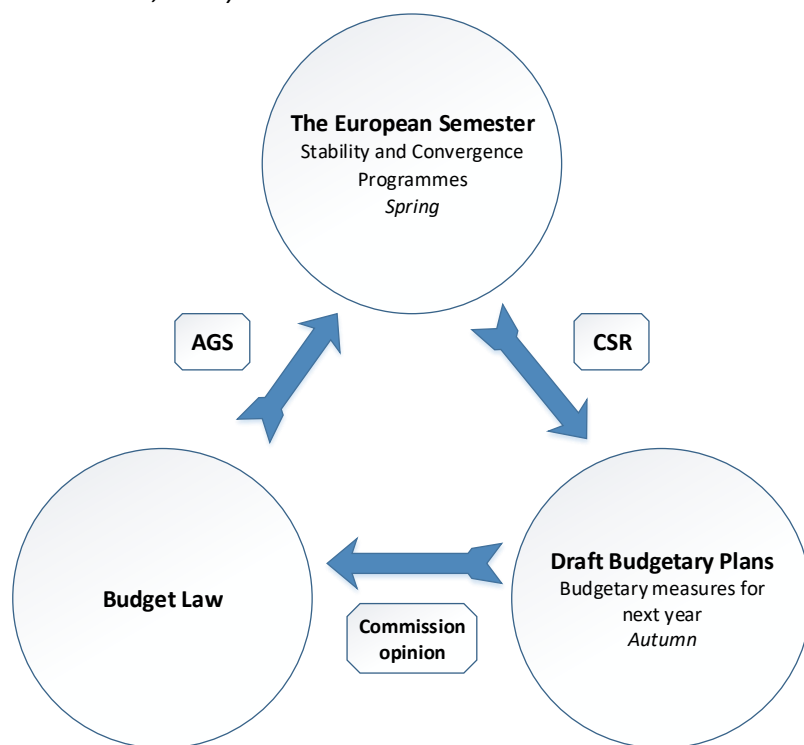 The European Semester
Stability and Convergence
Programmes
Spring
AGS
CSR
Budget Law
Draft Budgetary Plans
Budgetary measures for
next year
Autumn
Commission
opinion